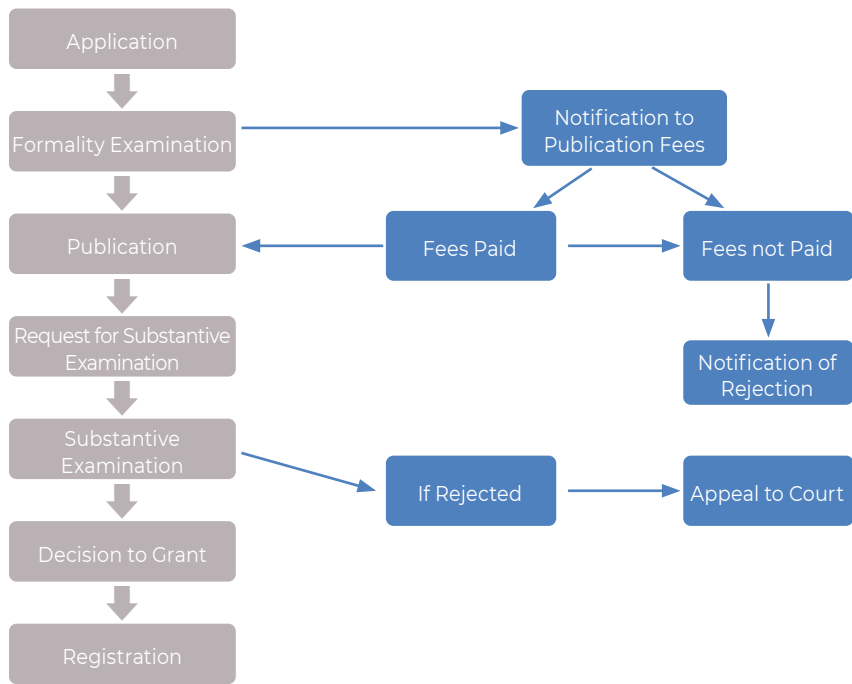 Application
Formality Examination
Notification to
Publication Fees
Publication
Fees Paid
Fees not Paid
Request for Substantive
Examination
Notification of
Rejection
Substantive
Examination
If Rejected
Appeal to Court
Decision to Grant
Registration